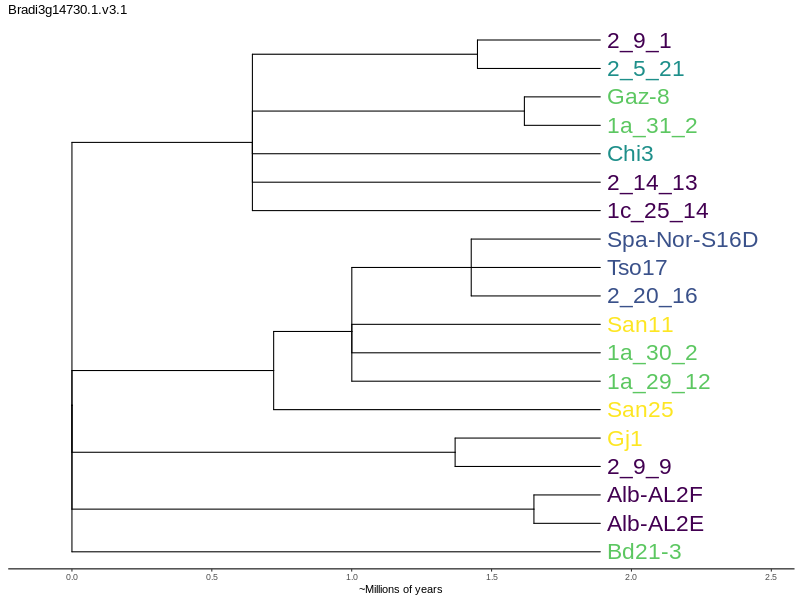 Bradi3g14730.1.v3.1
2_9_1
2_5_21
Gaz-8
1a_31_2
Chi3
2_14_13
1c_25_14
Spa-Nor-S16D
Tso17
2_20_16
San11
1a_30_2
1a_29_12
San25
Gj1
2_9_9
Alb-AL2F
Alb-AL2E
Bd21-3
0.0 0.5 1.0 1.5 2.0 2.5
~Millions of years